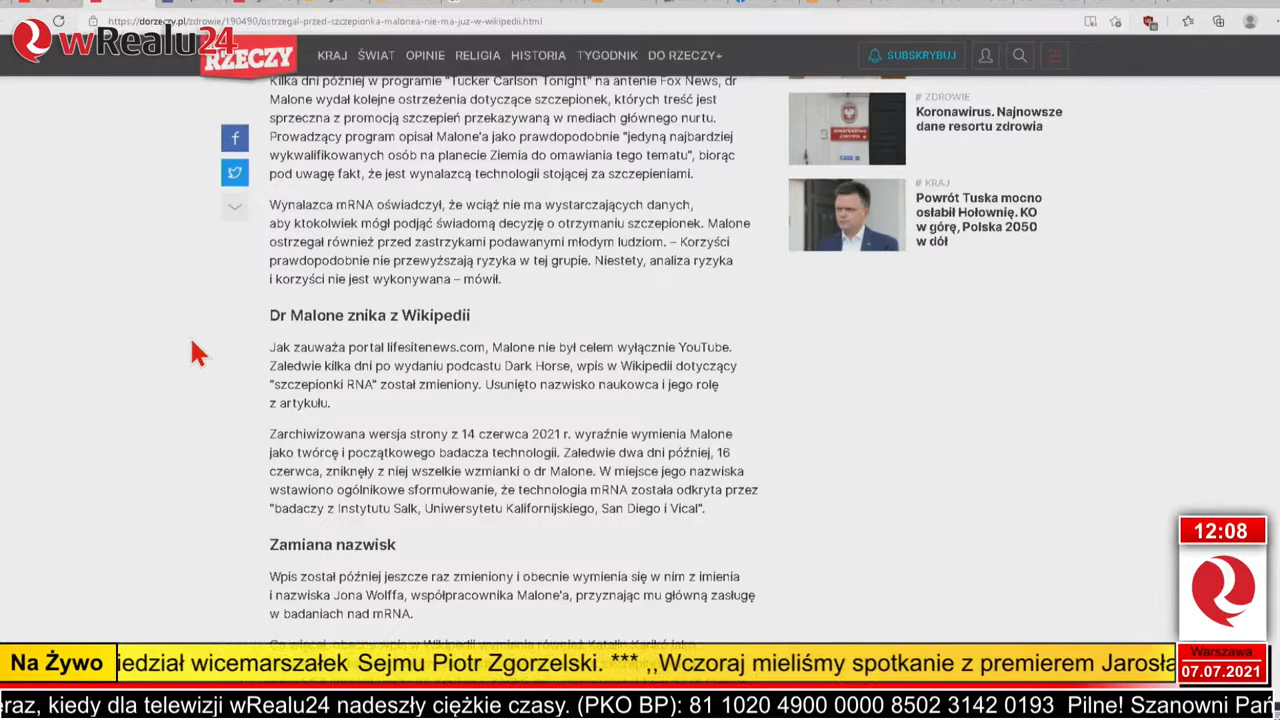 https://dorzeczy.pl/zdrowie/190490/ostrzegal-przed-szczepionka-malonea-nie-ma-juz-w-wikipedii.html
wRealu24
RZECZY
KRAJ ŚWIAT OPINIE RELIGIA HISTORIA TYGODNIK DO RZECZY+
SUBSKRYBUJ
Kilka dni później w programie "Tucker Carlson Tonight" na antenie Fox News, dr
Malone wydał kolejne ostrzeżenia dotyczące szczepionek, których treść jest
sprzeczna z promocją szczepień przekazywaną w mediach głównego nurtu.
Prowadzący program opisał Malone'a jako prawdopodobnie "jedyną najbardziej
wykwalifikowanych osób na planecie Ziemia do omawiania tego tematu", biorąc
pod uwagę fakt, że jest wynalazcą technologii stojącej za szczepieniami.
Wynalazca mRNA oświadczył, że wciąż nie ma wystarczających danych,
aby ktokolwiek mógł podjąć świadomą decyzję o otrzymaniu szczepionek. Malone
ostrzegał również przed zastrzykami podawanymi młodym ludziom. – Korzyści
prawdopodobnie nie przewyższają ryzyka w tej grupie. Niestety, analiza ryzyka
i korzyści nie jest wykonywana – mówił.
Dr Malone znika z Wikipedii
Jak zauważa portal lifesitenews.com, Malone nie był celem wyłącznie YouTube.
Zaledwie kilka dni po wydaniu podcastu Dark Horse, wpis w Wikipedii dotyczący
"szczepionki RNA" został zmieniony. Usunięto nazwisko naukowca i jego rolę
z artykułu.
Zarchiwizowana wersja strony z 14 czerwca 2021 r. wyraźnie wymienia Malone
jako twórcę i początkowego badacza technologii. Zaledwie dwa dni później, 16
czerwca, zniknęły z niej wszelkie wzmianki o dr Malone. W miejsce jego nazwiska
wstawiono ogólnikowe sformułowanie, że technologia mRNA została odkryta przez
"badaczy z Instytutu Salk, Uniwersytetu Kalifornijskiego, San Diego i Vical".
Zamiana nazwisk
Wpis został później jeszcze raz zmieniony i obecnie wymienia się w nim z imienia
i nazwiska Jona Wolffa, współpracownika Malone'a, przyznając mu główną zasługę
w badaniach nad mRNA.
Co więcej, obecny wpis w Wikipedii wymienia również Katalin Karikó jako
# ZDROWIE
Koronawirus. Najnowsze
dane resortu zdrowia
# KRAJ
Powrót Tuska mocno
osłabił Hołownię. KO
w górę, Polska 2050
w dół
12:08
Warszawa
07.07.2021
Na Żywo
iedział wicemarszałek Sejmu Piotr Zgorzelski. *** ,,Wczoraj mieliśmy spotkanie z premierem Jarosła
eraz, kiedy dla telewizji wRealu24 nadeszły ciężkie czasy. (PKO BP): 81 1020 4900 0000 8502 3142 0193 Pilne! Szanowni Pań